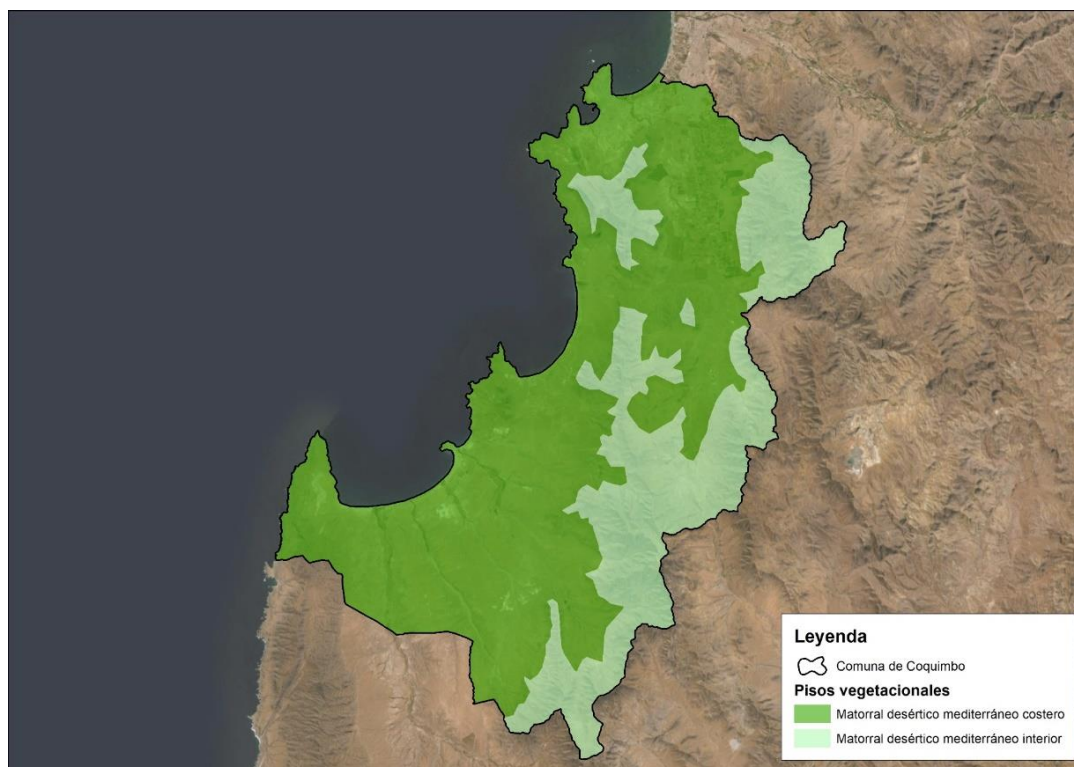 Leyenda
Comuna de Coquimbo
Pisos vegetacionales
Matorral desértico mediterráneo costero
Matorral desértico mediterráneo interior